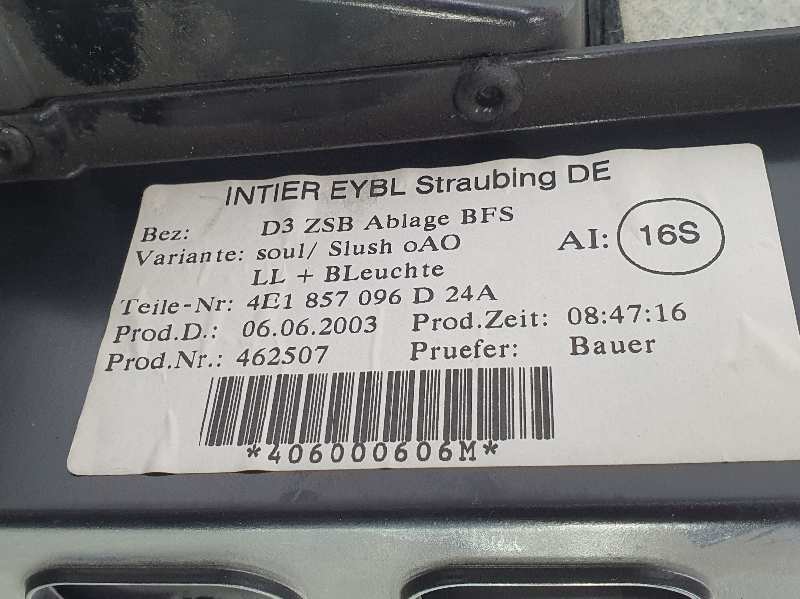 INTIER EYBL Straubing DE
Bez: D3 ZSB Ablage BFS
Variante: soul/ Slush oAO AI: 16S
LL + BLeuchte
Teile-Nr: 4E1 857 096 D 24A
Prod.D.: 06.06.2003 Prod.Zeit: 08:47:16
Prod.Nr.: 462507 Pruefer: Bauer
*406000606M*